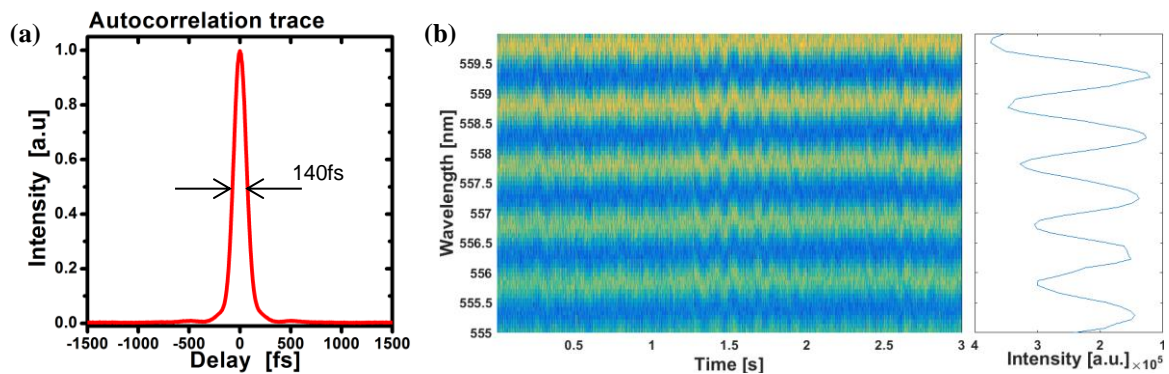 (a)
Autocorrelation trace
Intensity [a.u]
1.0
0.8
0.6
0.4
0.2
0.0
140fs
-1500 -1000 -500 0 500 1000 1500
Delay [fs]
(b)
Wavelength [nm]
559.5
559
558.5
558
557.5
557
556.5
556
555.5
555
0.5 1 1.5 2 2.5 3
Time [s]
4 3 2 1
Intensity [a.u.] ×10⁵